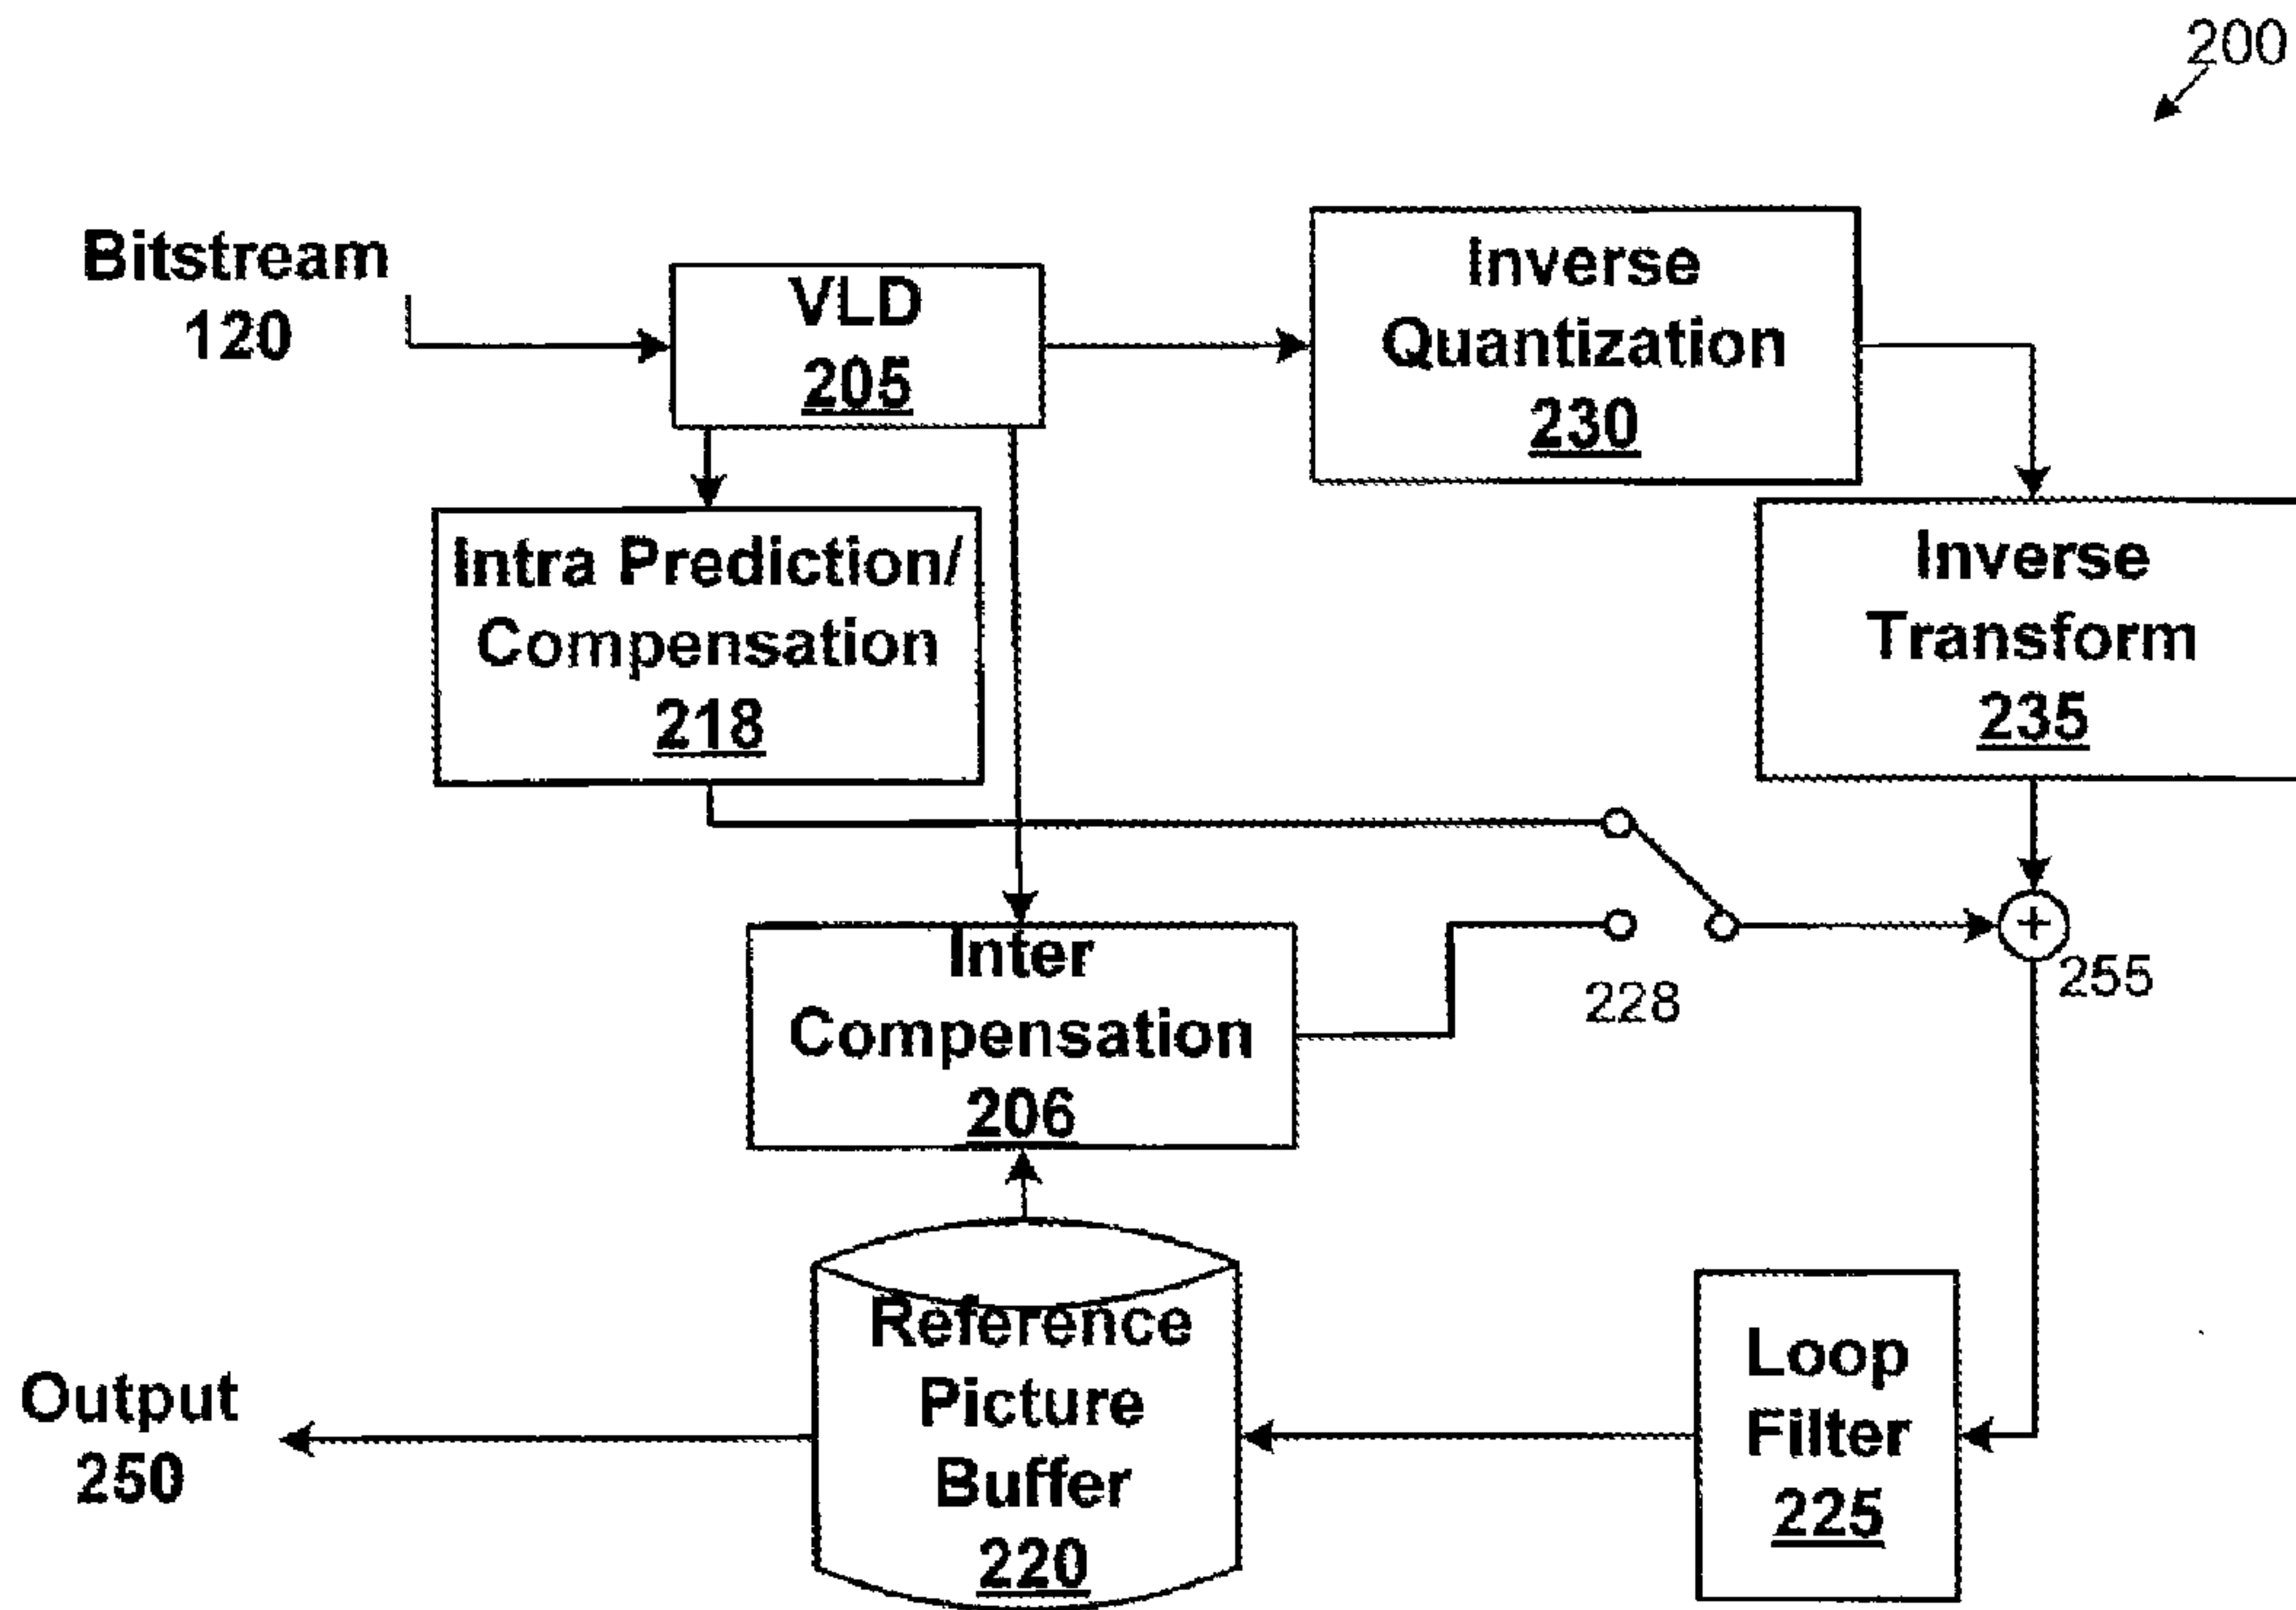 200
Bitstream
120
VLD
205
Inverse
Quantization
230
Intra Prediction/
Compensation
218
Inverse
Transform
235
Inter
Compensation
206
228
+
255
Reference
Picture
Buffer
220
Loop
Filter
225
Output
250